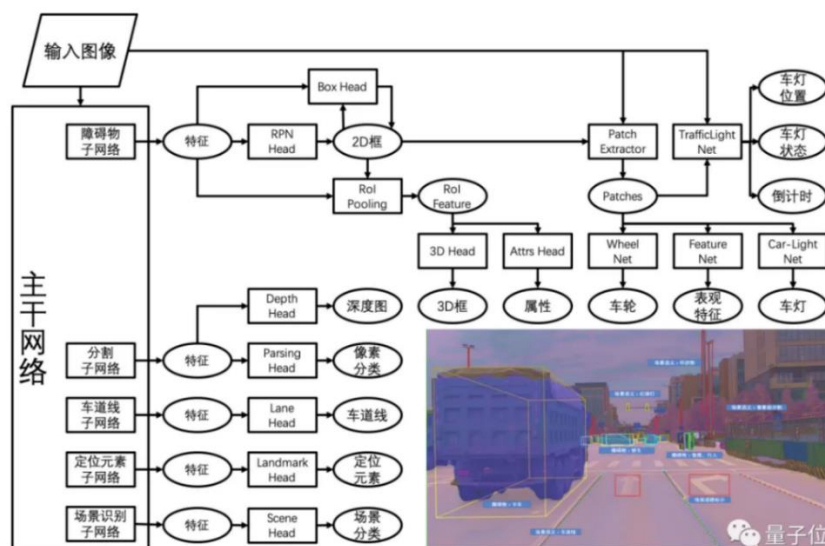 输入图像
主干网络
障碍物
子网络
特征
Box Head
RPN
Head
2D框
RoI
Pooling
RoI
Feature
3D Head
Attrs Head
3D框
属性
Patch
Extractor
Patches
TrafficLight
Net
车灯
位置
车灯
状态
倒计时
Wheel
Net
Feature
Net
Car-Light
Net
车轮
表观
特征
车灯
Depth
Head
深度图
分割
子网络
特征
Parsing
Head
像素
分类
车道线
子网络
特征
Lane
Head
车道线
定位元素
子网络
特征
Landmark
Head
定位
元素
场景识别
子网络
特征
Scene
Head
场景
分类
量子位